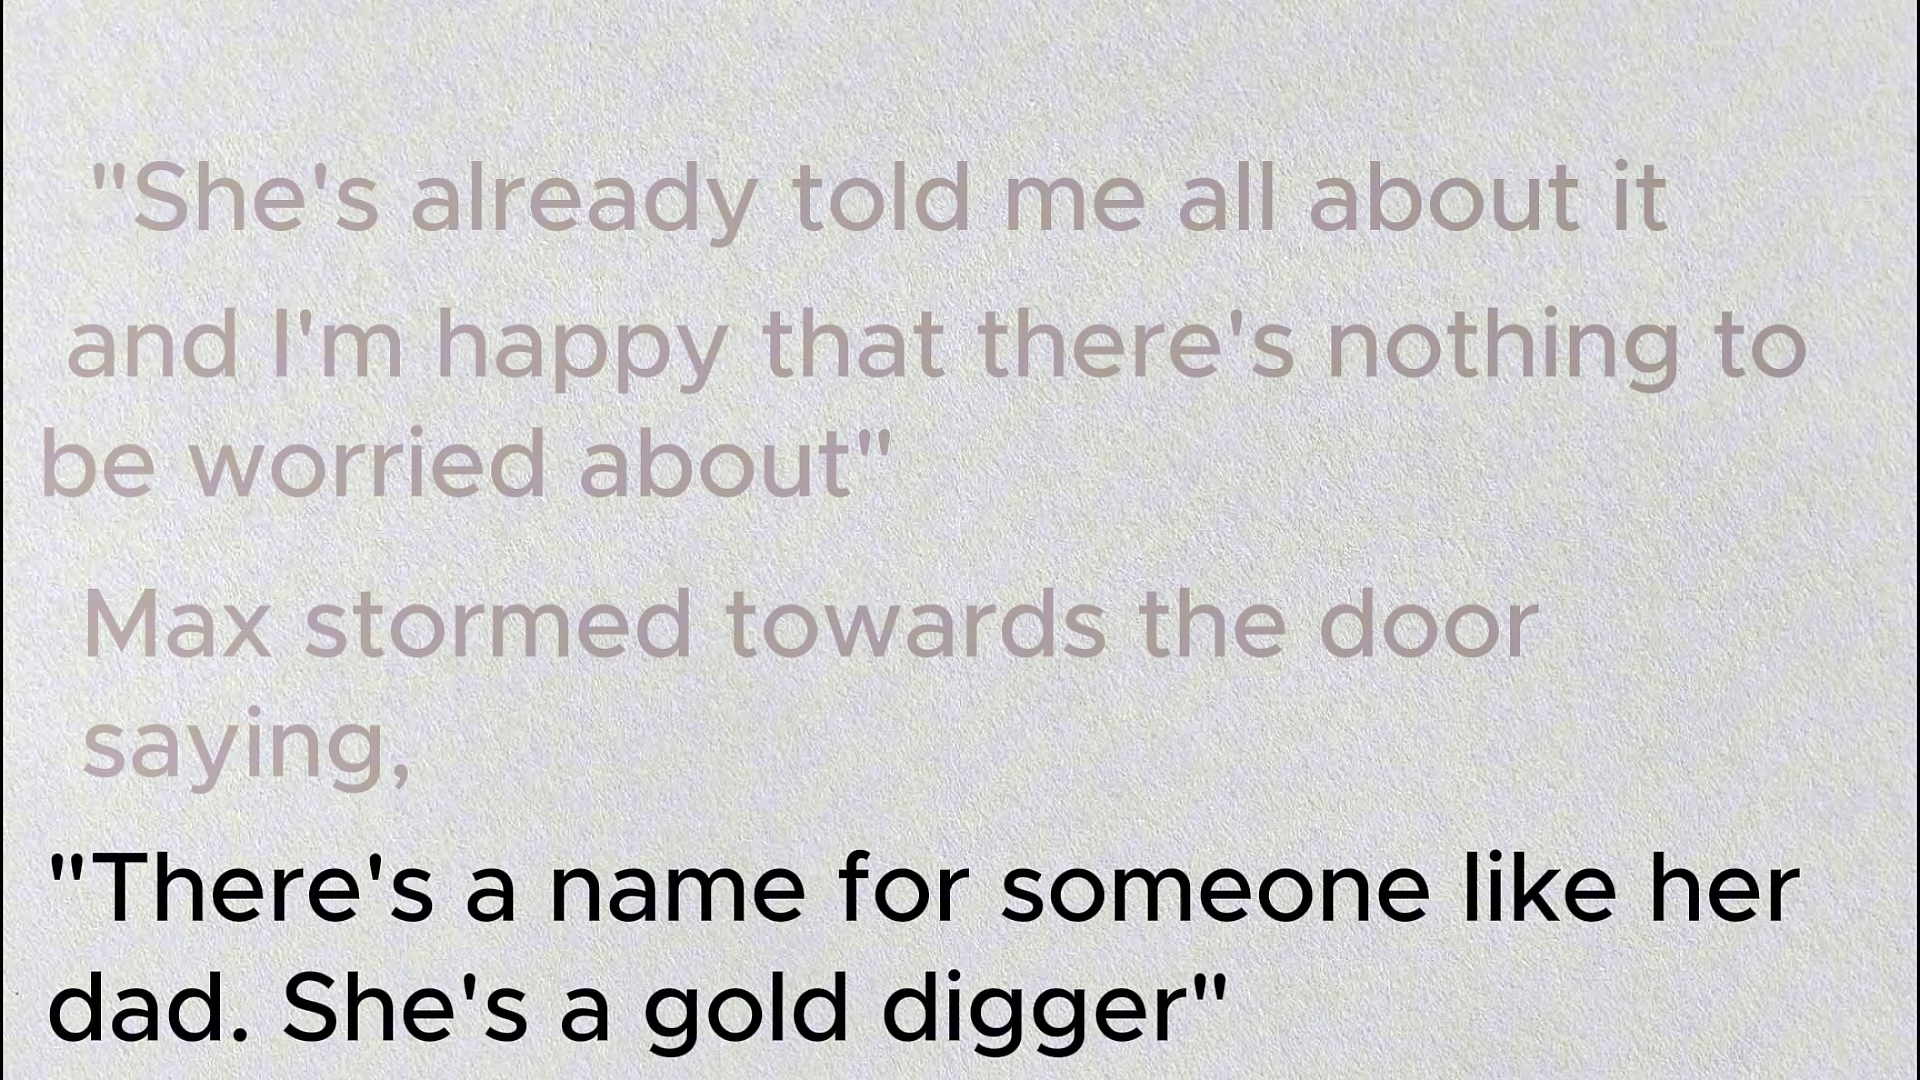 "She's already told me all about it
and I'm happy that there's nothing to
be worried about"
Max stormed towards the door
saying,
"There's a name for someone like her
dad. She's a gold digger"